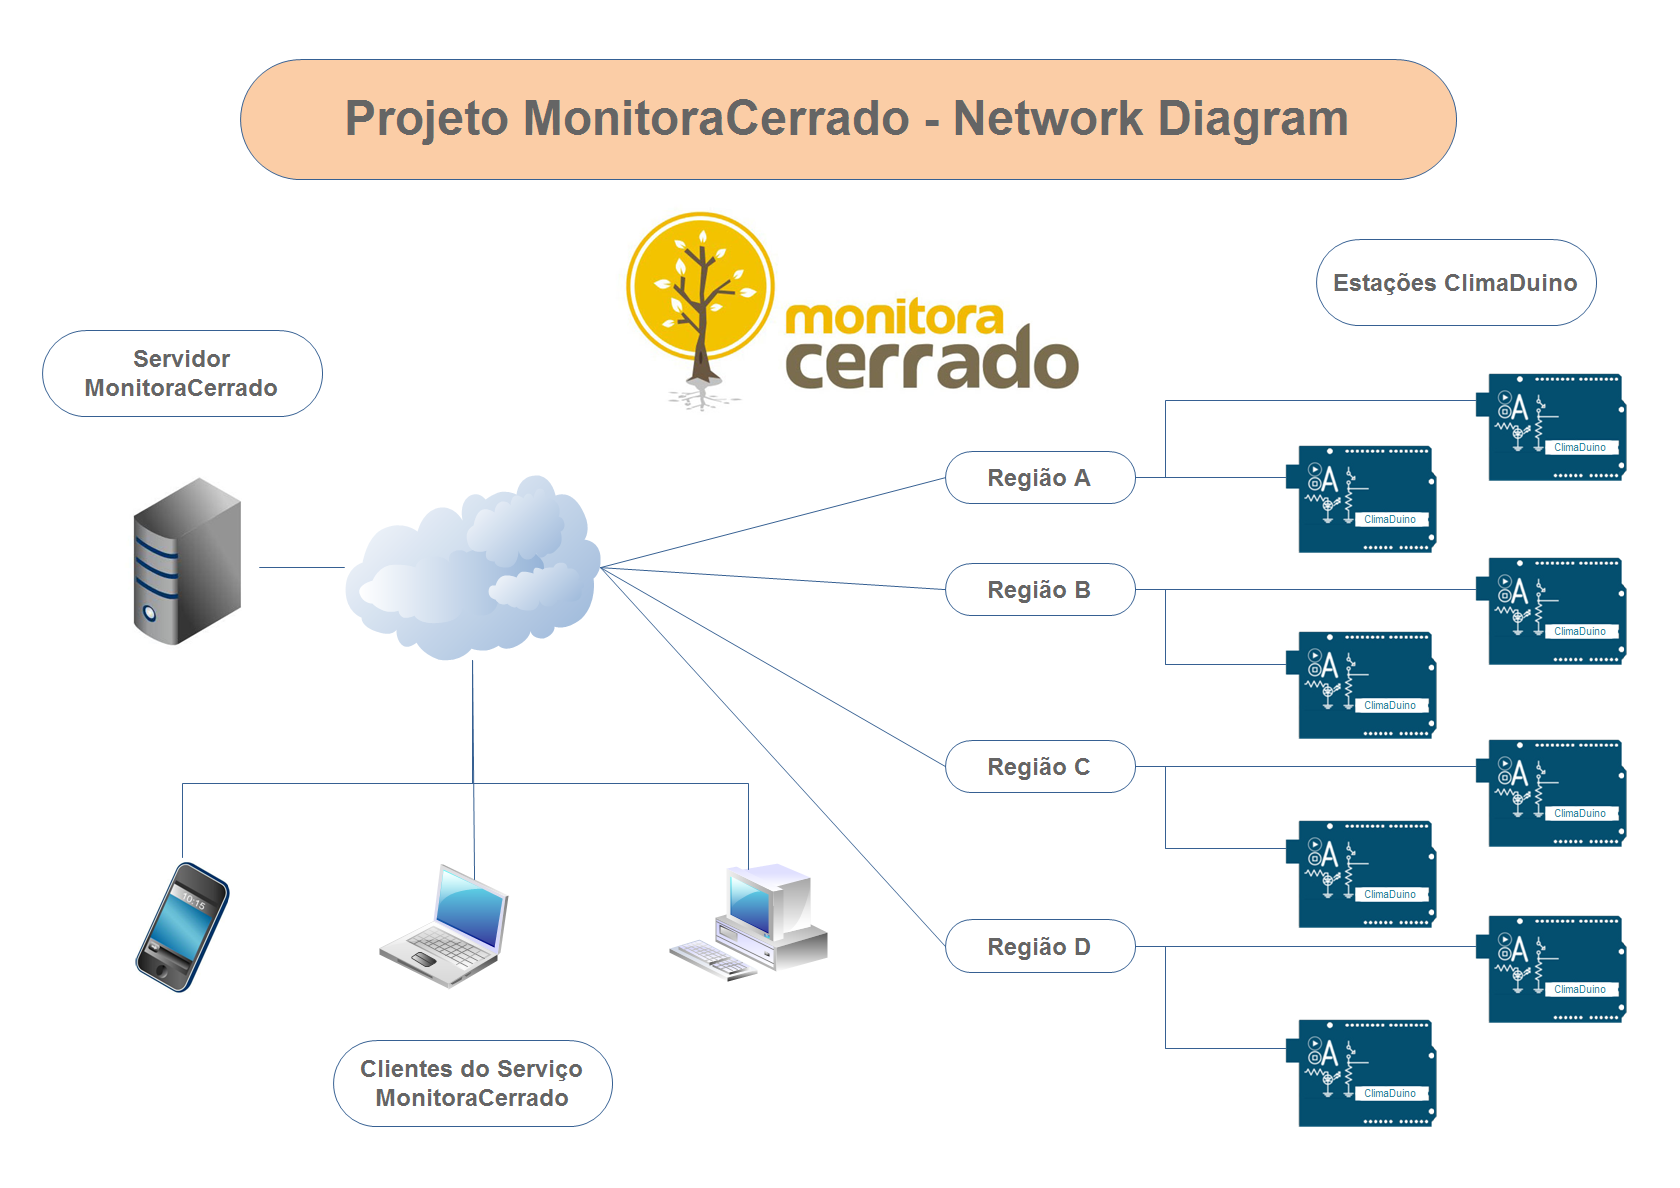 Projeto MonitoraCerrado - Network Diagram
monitora
cerrado
Estações ClimaDuino
Servidor
MonitoraCerrado
ClimaDuino
Região A
ClimaDuino
Região B
ClimaDuino
ClimaDuino
Região C
ClimaDuino
ClimaDuino
10:15
Região D
ClimaDuino
ClimaDuino
Clientes do Serviço
MonitoraCerrado